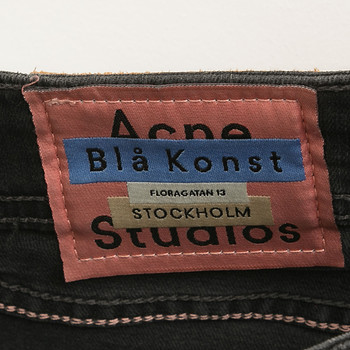 Acne
Blå Konst
FLORAGATAN 13
STOCKHOLM
Studios